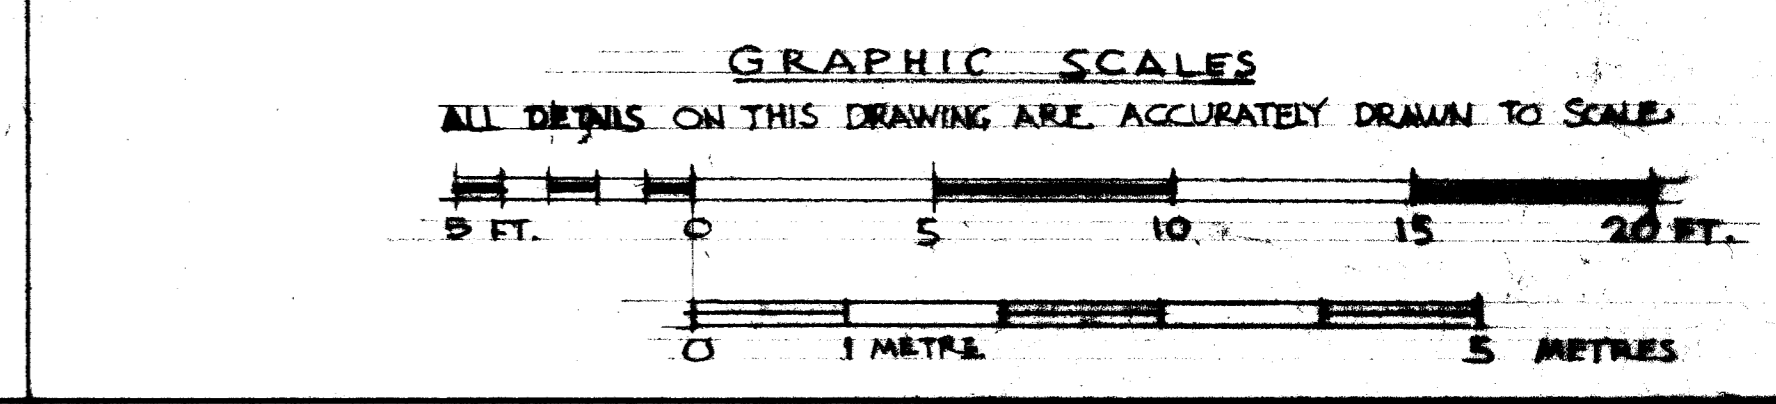 GRAPHIC SCALES
ALL DETAILS ON THIS DRAWING ARE ACCURATELY DRAWN TO SCALE.
5 FT. 0 5 10 15 20 FT.
0 1 METRE 5 METRES